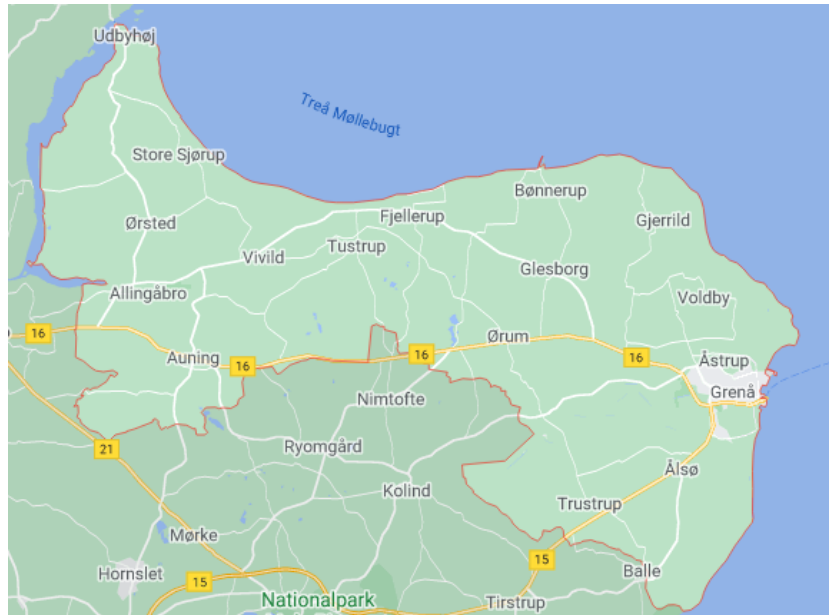 Udbyhøj
Treå Møllebugt
Store Sjørup
Bønnerup
Fjellerup
Gjerrild
Ørsted
Tustrup
Vivild
Glesborg
Allingåbro
Voldby
16
Ørum
16
Auning
16
16
Åstrup
Grenå
Nimtofte
Ryomgård
21
Ålsø
Kolind
Trustrup
Mørke
15
Hornslet
15
Balle
Nationalpark
Tirstrup